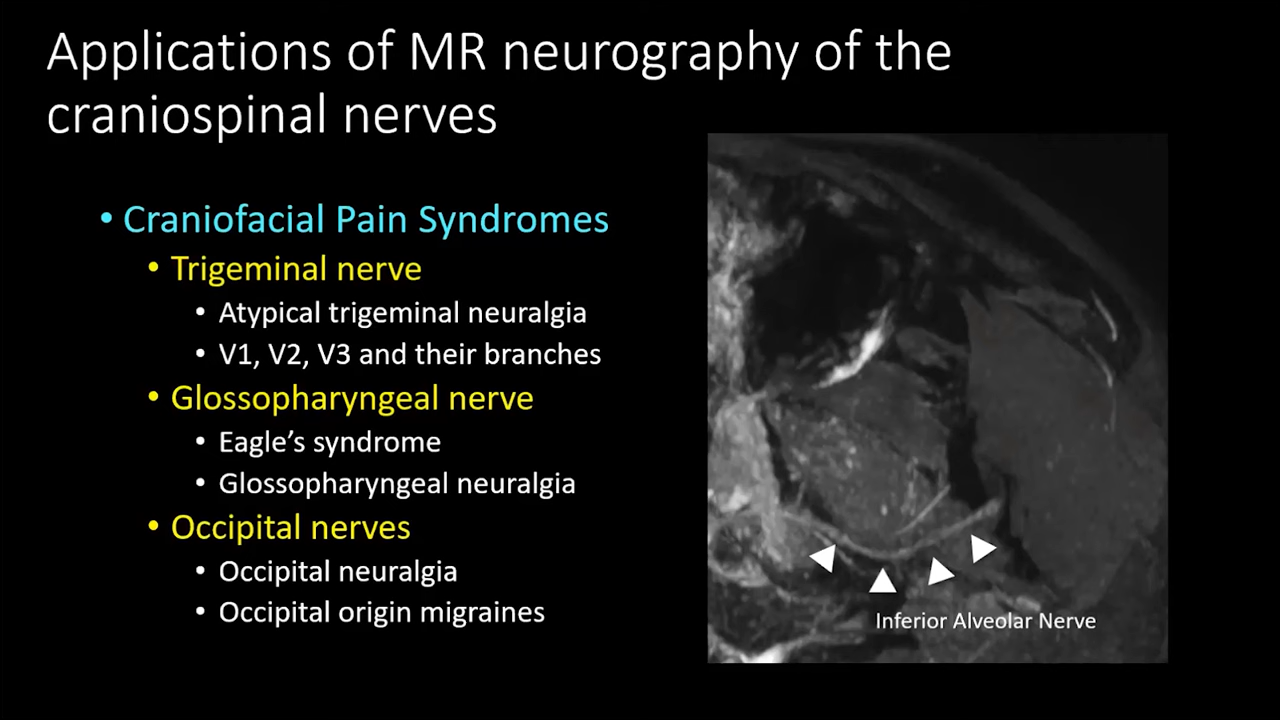 Applications of MR neurography of the
craniospinal nerves
• Craniofacial Pain Syndromes
• Trigeminal nerve
• Atypical trigeminal neuralgia
• V1, V2, V3 and their branches
• Glossopharyngeal nerve
• Eagle's syndrome
• Glossopharyngeal neuralgia
• Occipital nerves
• Occipital neuralgia
• Occipital origin migraines
Inferior Alveolar Nerve